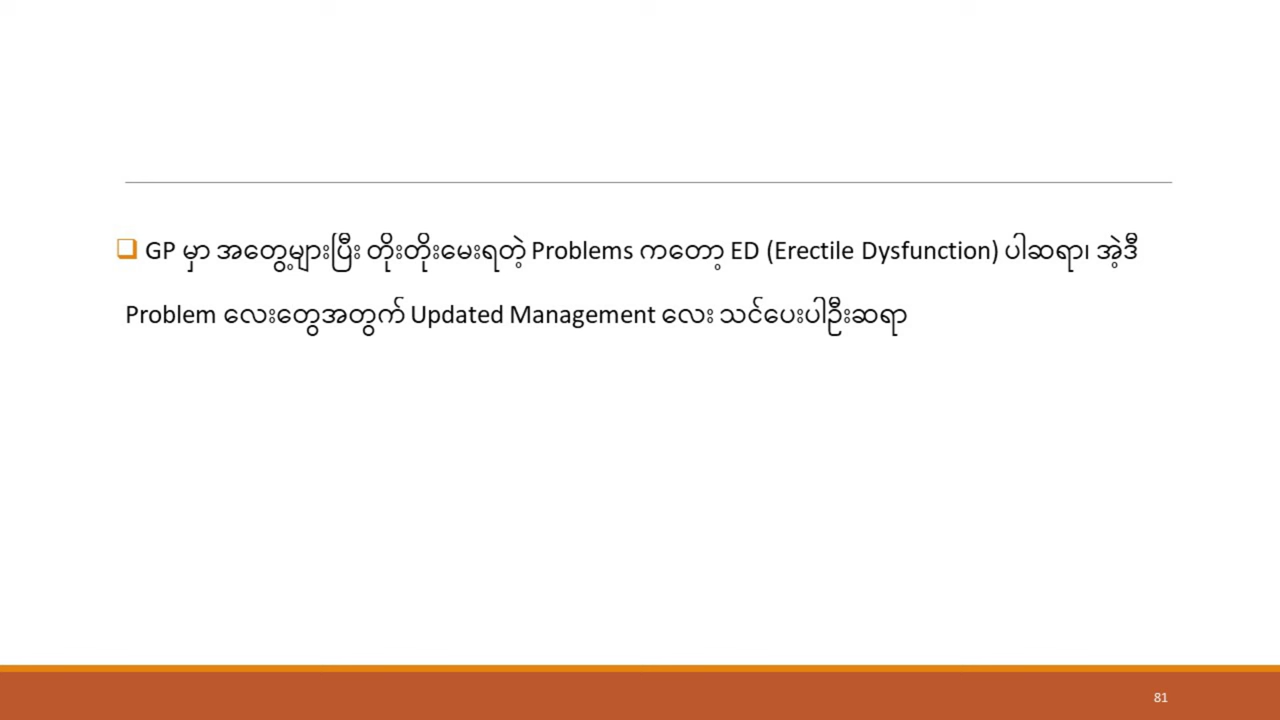 GP မှာ အတွေ့များပြီး တိုးတိုးမေးရတဲ့ Problems ကတော့ ED (Erectile Dysfunction) ပါဆရာ၊ အဲ့ဒီ
Problem လေးတွေအတွက် Updated Management လေး သင်ပေးပါဦးဆရာ
81